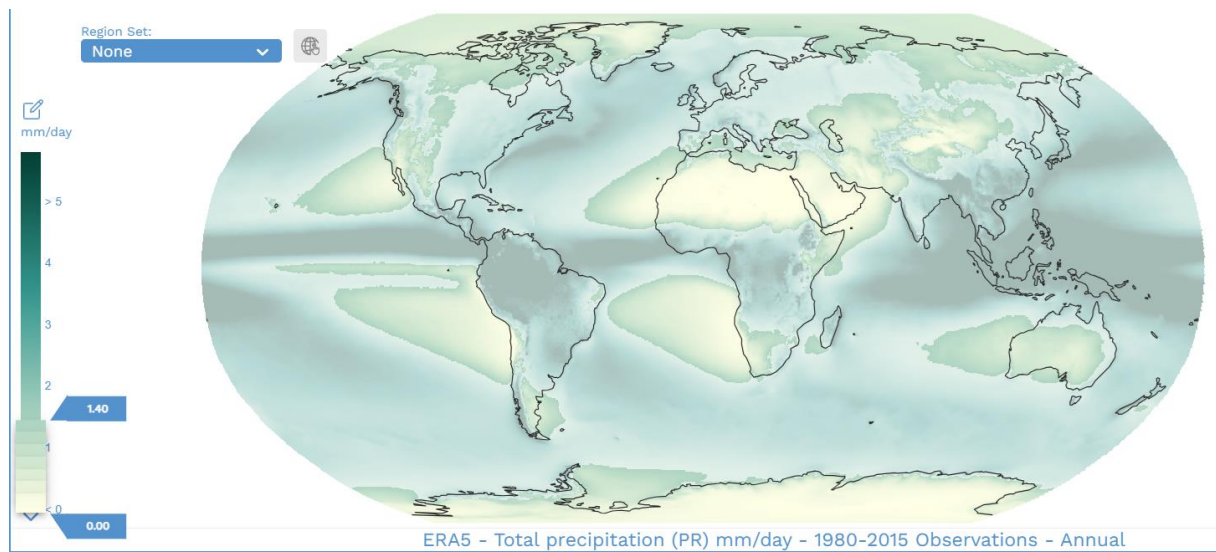 Region Set:
None
mm/day
> 5
4
3
2
1.40
1
< 0
0.00
ERA5 - Total precipitation (PR) mm/day - 1980-2015 Observations - Annual